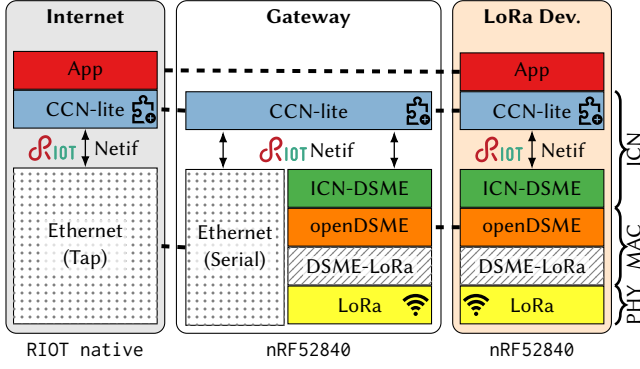 Internet
App
CCN-lite
RIOT Netif
Ethernet
(Tap)
RIOT native
Gateway
CCN-lite
RIOT Netif
Ethernet
(Serial)
ICN-DSME
openDSME
DSME-LoRa
LoRa
nRF52840
LoRa Dev.
App
CCN-lite
RIOT Netif
ICN-DSME
openDSME
DSME-LoRa
LoRa
nRF52840
ICN
MAC
PHY